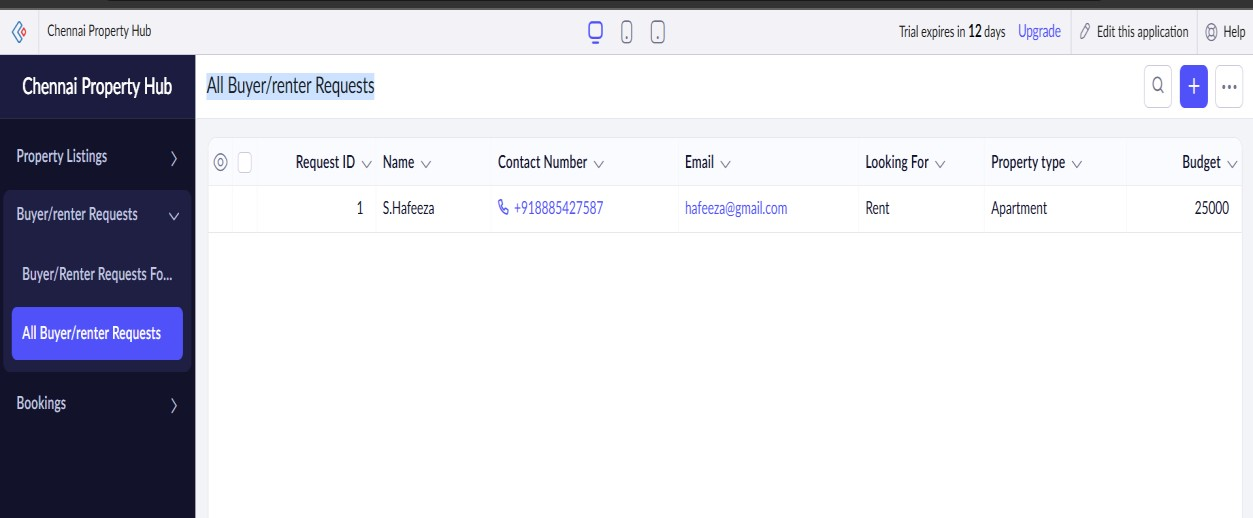 Chennai Property Hub
Trial expires in 12 days Upgrade Edit this application Help
Chennai Property Hub
All Buyer/renter Requests
Property Listings
Buyer/renter Requests
Buyer/Renter Requests Fo...
All Buyer/renter Requests
Bookings
Request ID Name Contact Number Email Looking For Property type Budget
1 S.Hafeeza +918885427587 hafeeza@gmail.com Rent Apartment 25000